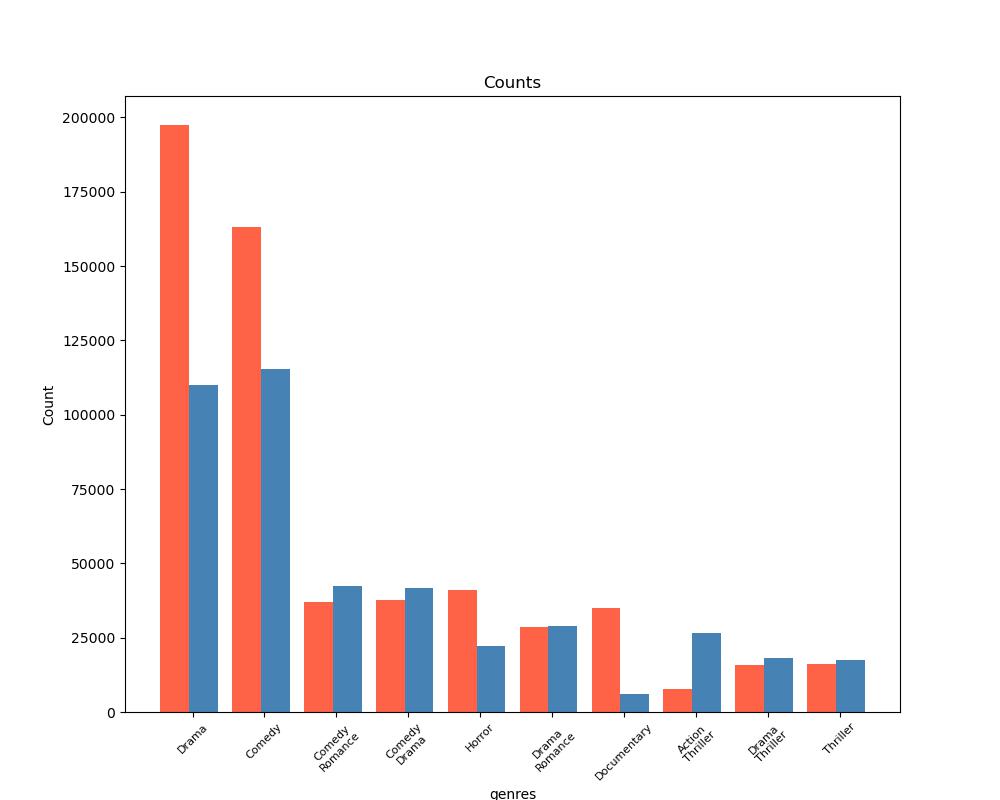 Counts
200000
175000
150000
125000
100000
75000
50000
25000
0
Count
Drama
Comedy
Comedy
Romance
Comedy
Drama
Horror
Drama
Romance
Documentary
Action
Thriller
Drama
Thriller
Thriller
genres